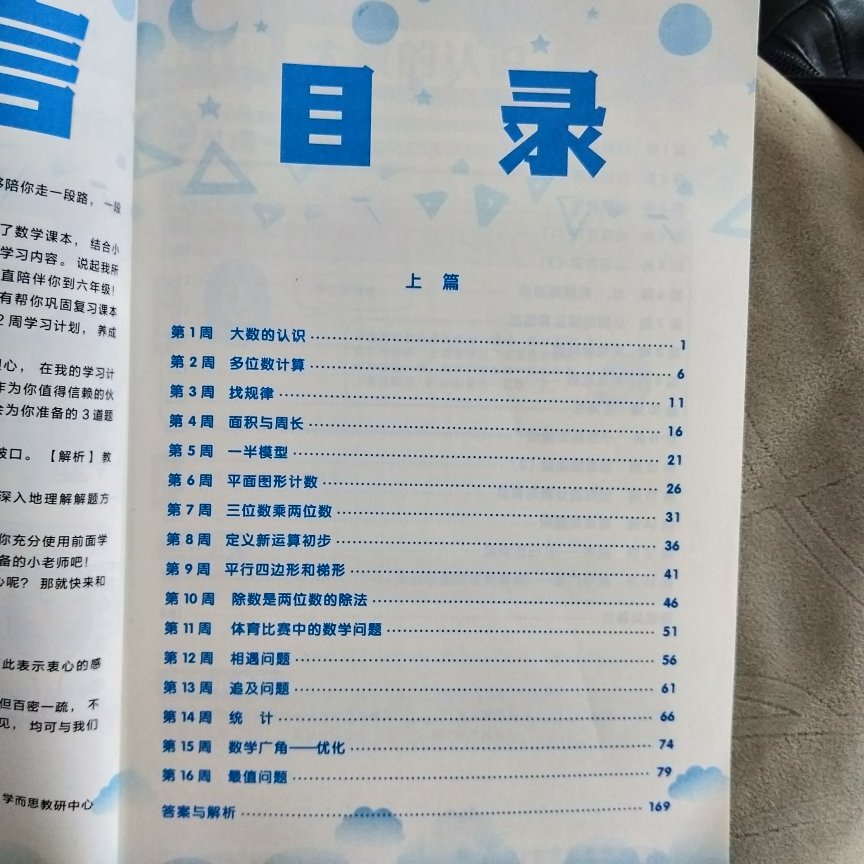 言
陪你走一段路，一段
了数学课本，结合小
学习内容。说起我所
直陪伴你到六年级！
有帮你巩固复习课本
2周学习计划，养成
心，在我的学习计
作为你值得信赖的伙
会为你准备的3道题
破口。【解析】教
深入地理解解题方
你充分使用前面学
备的小老师吧！
心呢？那就快来和
此表示衷心的感
但百密一疏，不
见，均可与我们
学而思教研中心
目录
上 篇
第1周 大数的认识 1
第2周 多位数计算 6
第3周 找规律 11
第4周 面积与周长 16
第5周 一半模型 21
第6周 平面图形计数 26
第7周 三位数乘两位数 31
第8周 定义新运算初步 36
第9周 平行四边形和梯形 41
第10周 除数是两位数的除法 46
第11周 体育比赛中的数学问题 51
第12周 相遇问题 56
第13周 追及问题 61
第14周 统 计 66
第15周 数学广角——优化 74
第16周 最值问题 79
答案与解析 169